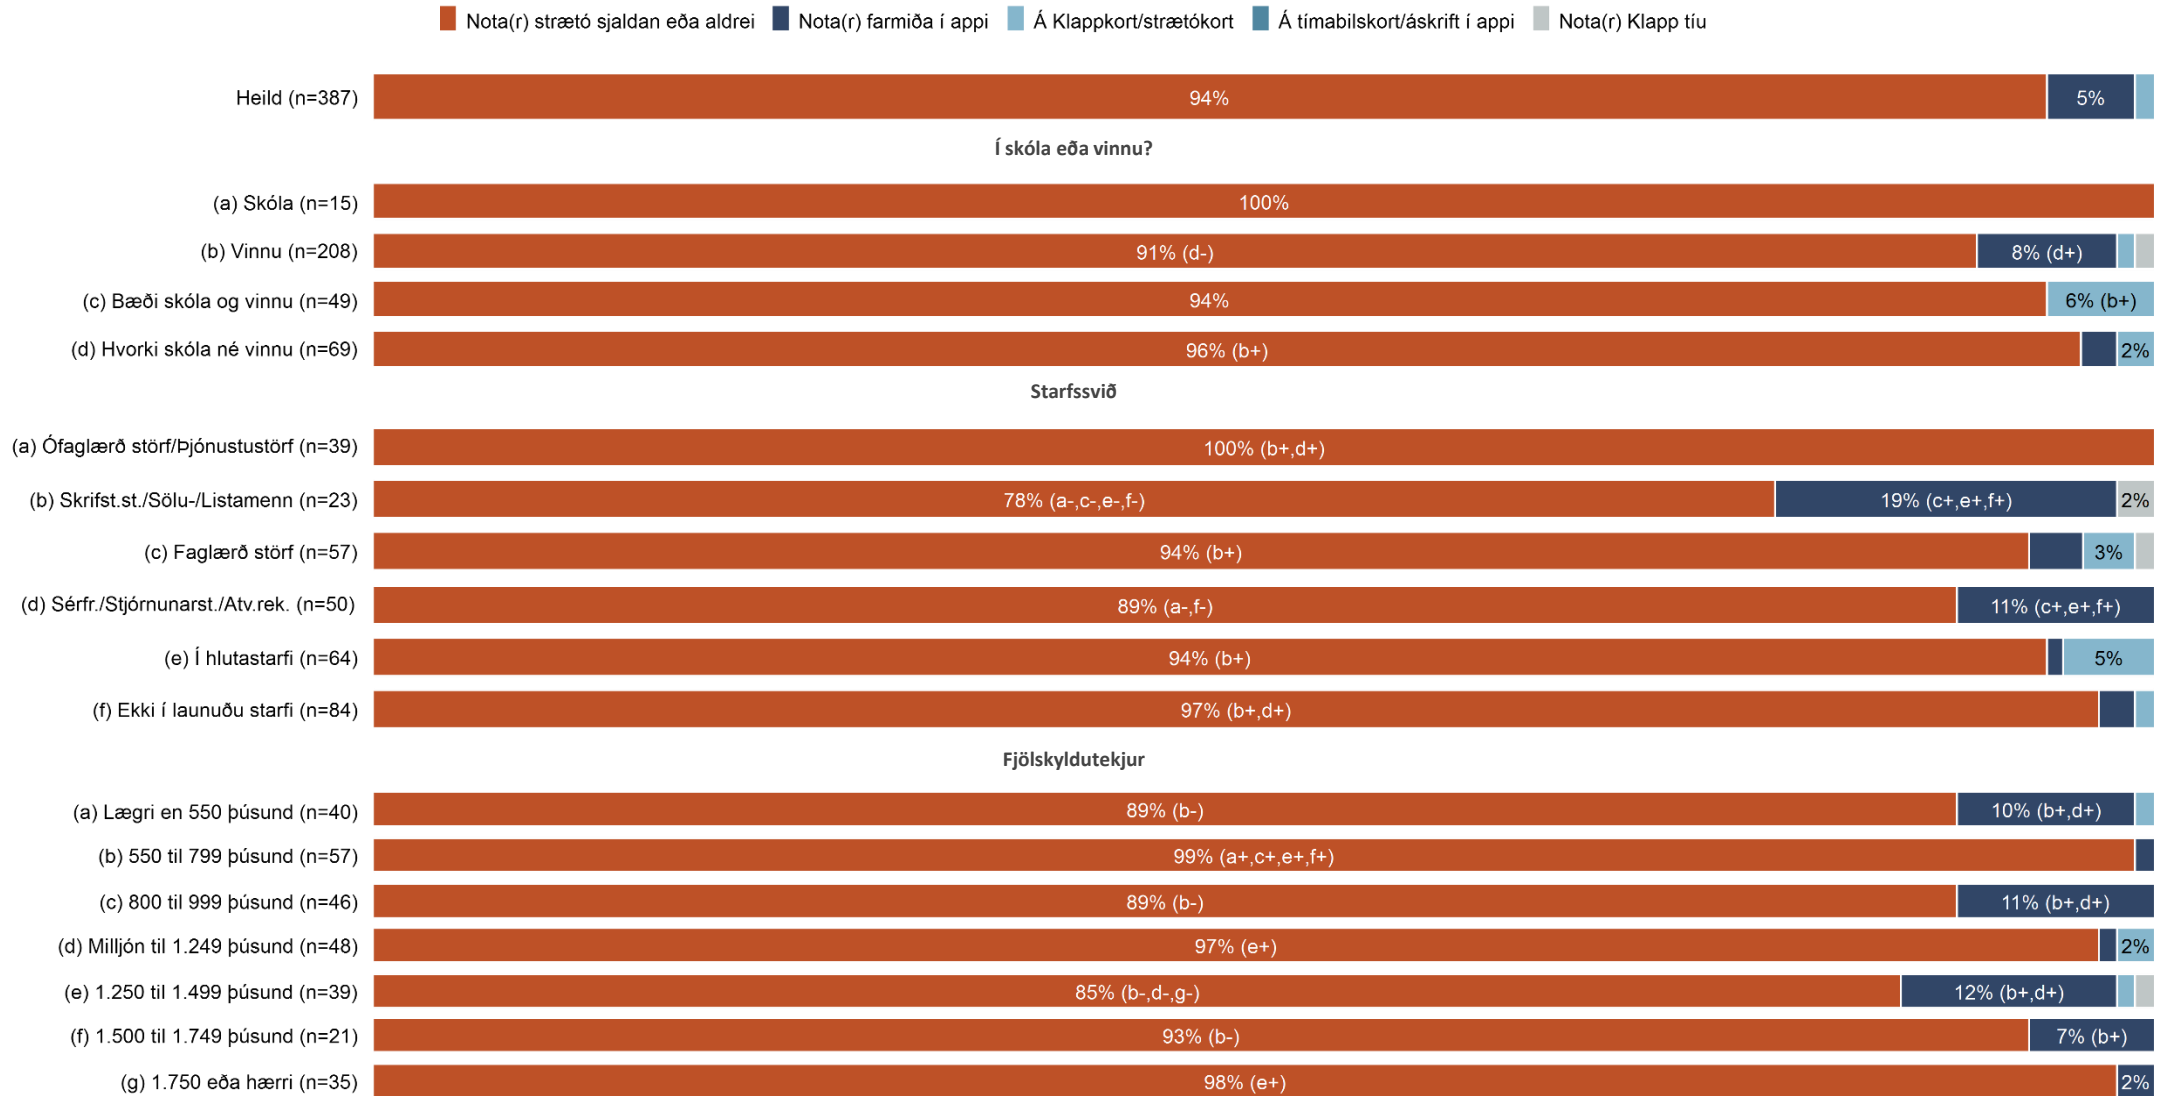 Nota(r) strætó sjaldan eða aldrei Nota(r) farmiða í appi Á Klappkort/strætókort Á tímabilskort/áskrift í appi Nota(r) Klapp tíu
Heild (n=387) 94% 5%
Í skóla eða vinnu?
(a) Skóla (n=15) 100%
(b) Vinnu (n=208) 91% (d-) 8% (d+)
(c) Bæði skóla og vinnu (n=49) 94% 6% (b+)
(d) Hvorki skóla né vinnu (n=69) 96% (b+) 2%
Starfssvið
(a) Ófaglærð störf/Þjónustustörf (n=39) 100% (b+,d+)
(b) Skrifst.st./Sölu-/Listamenn (n=23) 78% (a-,c-,e-,f-) 19% (c+,e+,f+) 2%
(c) Faglærð störf (n=57) 94% (b+) 3%
(d) Sérfr./Stjórnunarst./Atv.rek. (n=50) 89% (a-,f-) 11% (c+,e+,f+)
(e) Í hlutastarfi (n=64) 94% (b+) 5%
(f) Ekki í launuðu starfi (n=84) 97% (b+,d+)
Fjölskyldutekjur
(a) Lægri en 550 þúsund (n=40) 89% (b-) 10% (b+,d+)
(b) 550 til 799 þúsund (n=57) 99% (a+,c+,e+,f+)
(c) 800 til 999 þúsund (n=46) 89% (b-) 11% (b+,d+)
(d) Milljón til 1.249 þúsund (n=48) 97% (e+) 2%
(e) 1.250 til 1.499 þúsund (n=39) 85% (b-,d-,g-) 12% (b+,d+)
(f) 1.500 til 1.749 þúsund (n=21) 93% (b-) 7% (b+)
(g) 1.750 eða hærri (n=35) 98% (e+) 2%